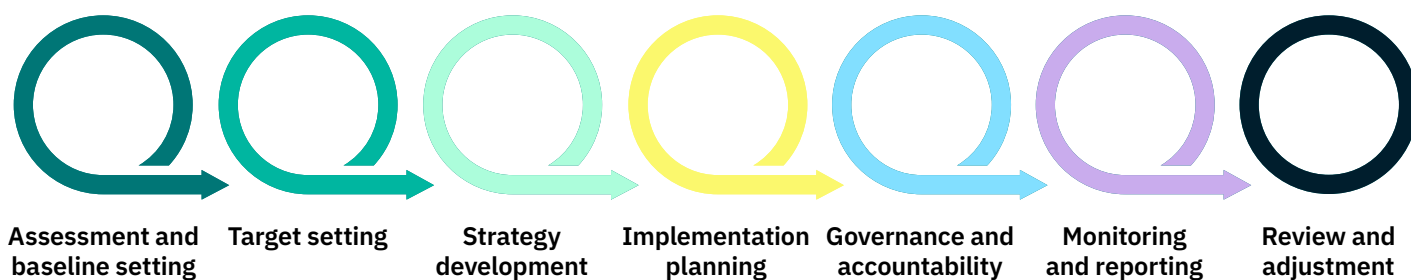 Assessment and
baseline setting
Target setting
Strategy
development
Implementation
planning
Governance and
accountability
Monitoring
and reporting
Review and
adjustment